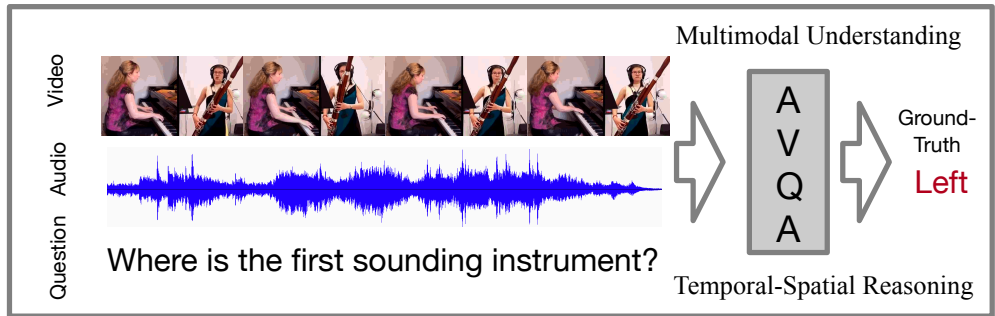 Multimodal Understanding
Video
Audio
Question
Where is the first sounding instrument?
A
V
Q
A
Ground-
Truth
Left
Temporal-Spatial Reasoning